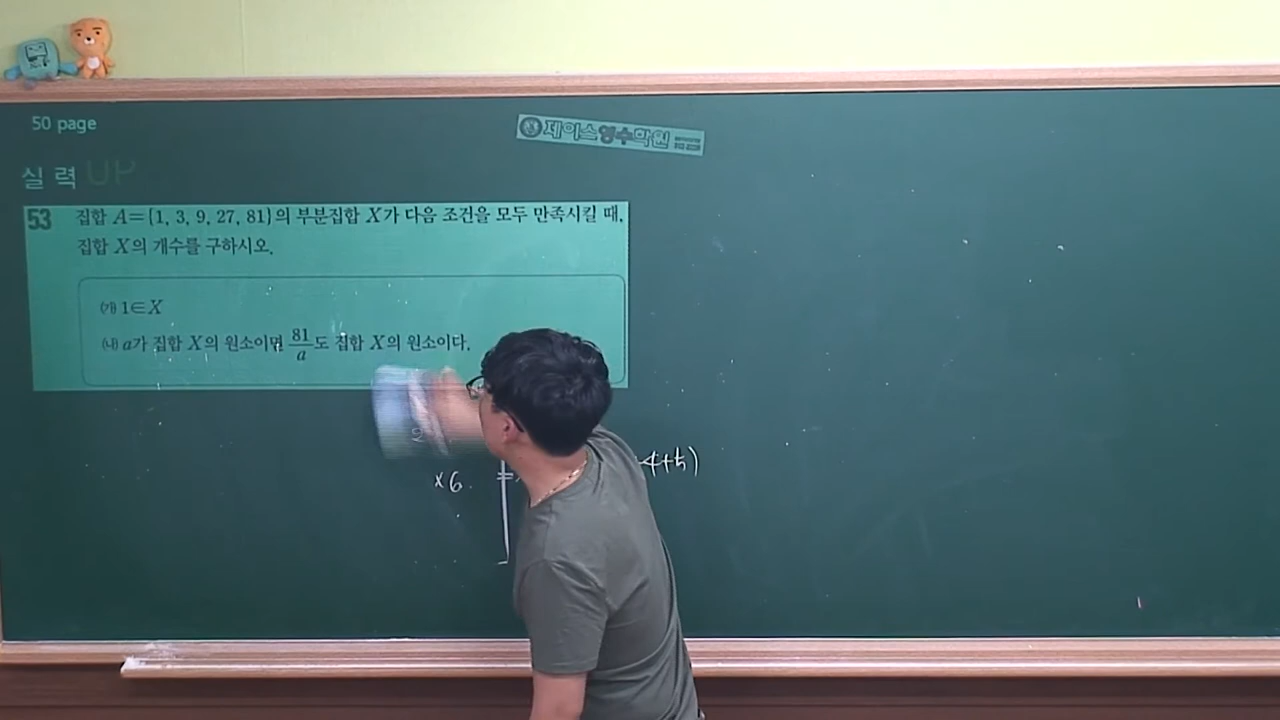 50 page
제이스영수학원
실력 UP
53 집합 A={1, 3, 9, 27, 81}의 부분집합 X가 다음 조건을 모두 만족시킬 때,
집합 X의 개수를 구하시오.
㈎ 1∈X
㈏ a가 집합 X의 원소이면 81/a도 집합 X의 원소이다.
2
4+h)
×6. =